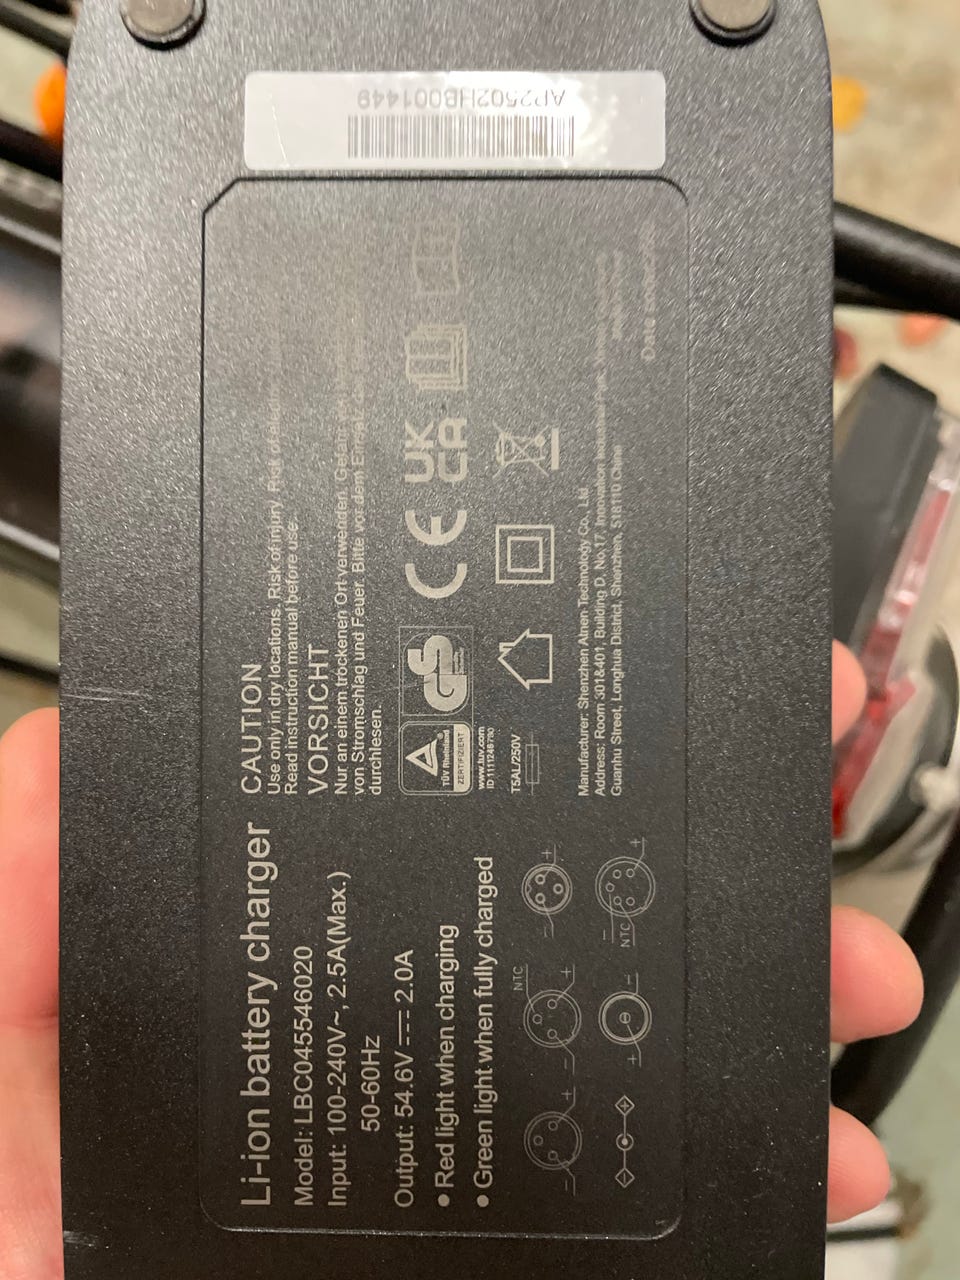 AP2502HB001449
Li-ion battery charger
Model: LBC045546020
Input: 100-240V~, 2.5A(Max.)
50-60Hz
Output: 54.6V⎓2.0A
● Red light when charging
● Green light when fully charged
NTC
NTC
CAUTION
Use only in dry locations. Risk of injury. Risk of electric
Read instruction manual before use.
VORSICHT
Nur an einem trockenen Ort verwenden. Gefahr
von Stromschlag und Feuer. Bitte vor dem Einsatz
durchlesen.
TÜV Rheinland
ZERTIFIZIERT
GS
CE
UK
CA
www.tuv.com
T5AL/250V
Manufacturer: Shenzhen Atnen Technology Co., Ltd
Address: Room 301&401, Building D, No.17, Innovation
Guanhu Street, Longhua District, Shenzhen, 518110 China
Date